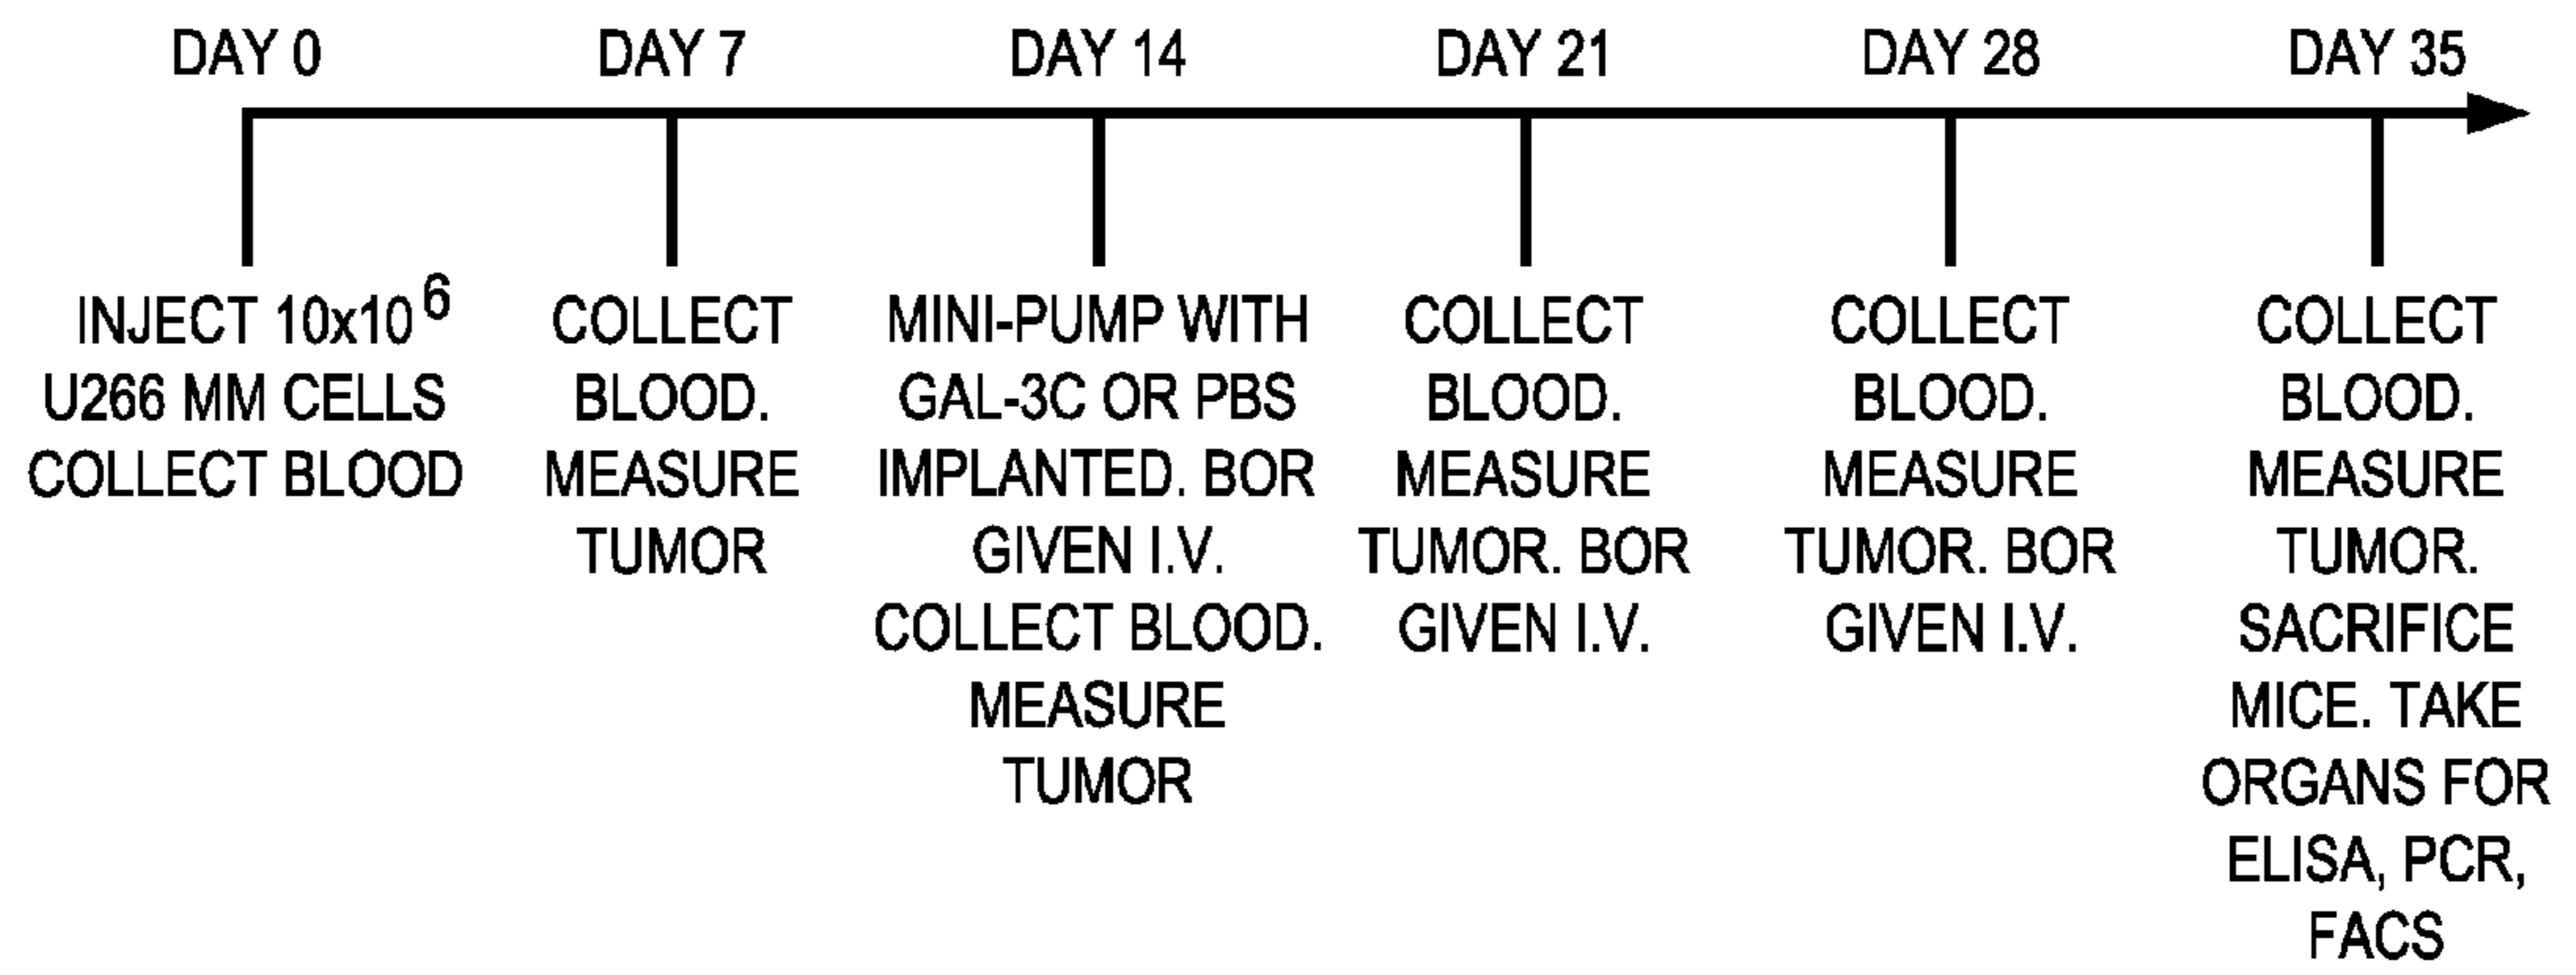 DAY 0
DAY 7
DAY 14
DAY 21
DAY 28
DAY 35
INJECT 10x10⁶
U266 MM CELLS
COLLECT BLOOD
COLLECT
BLOOD.
MEASURE
TUMOR
MINI-PUMP WITH
GAL-3C OR PBS
IMPLANTED. BOR
GIVEN I.V.
COLLECT BLOOD.
MEASURE
TUMOR
COLLECT
BLOOD.
MEASURE
TUMOR. BOR
GIVEN I.V.
COLLECT
BLOOD.
MEASURE
TUMOR. BOR
GIVEN I.V.
COLLECT
BLOOD.
MEASURE
TUMOR.
SACRIFICE
MICE. TAKE
ORGANS FOR
ELISA, PCR,
FACS